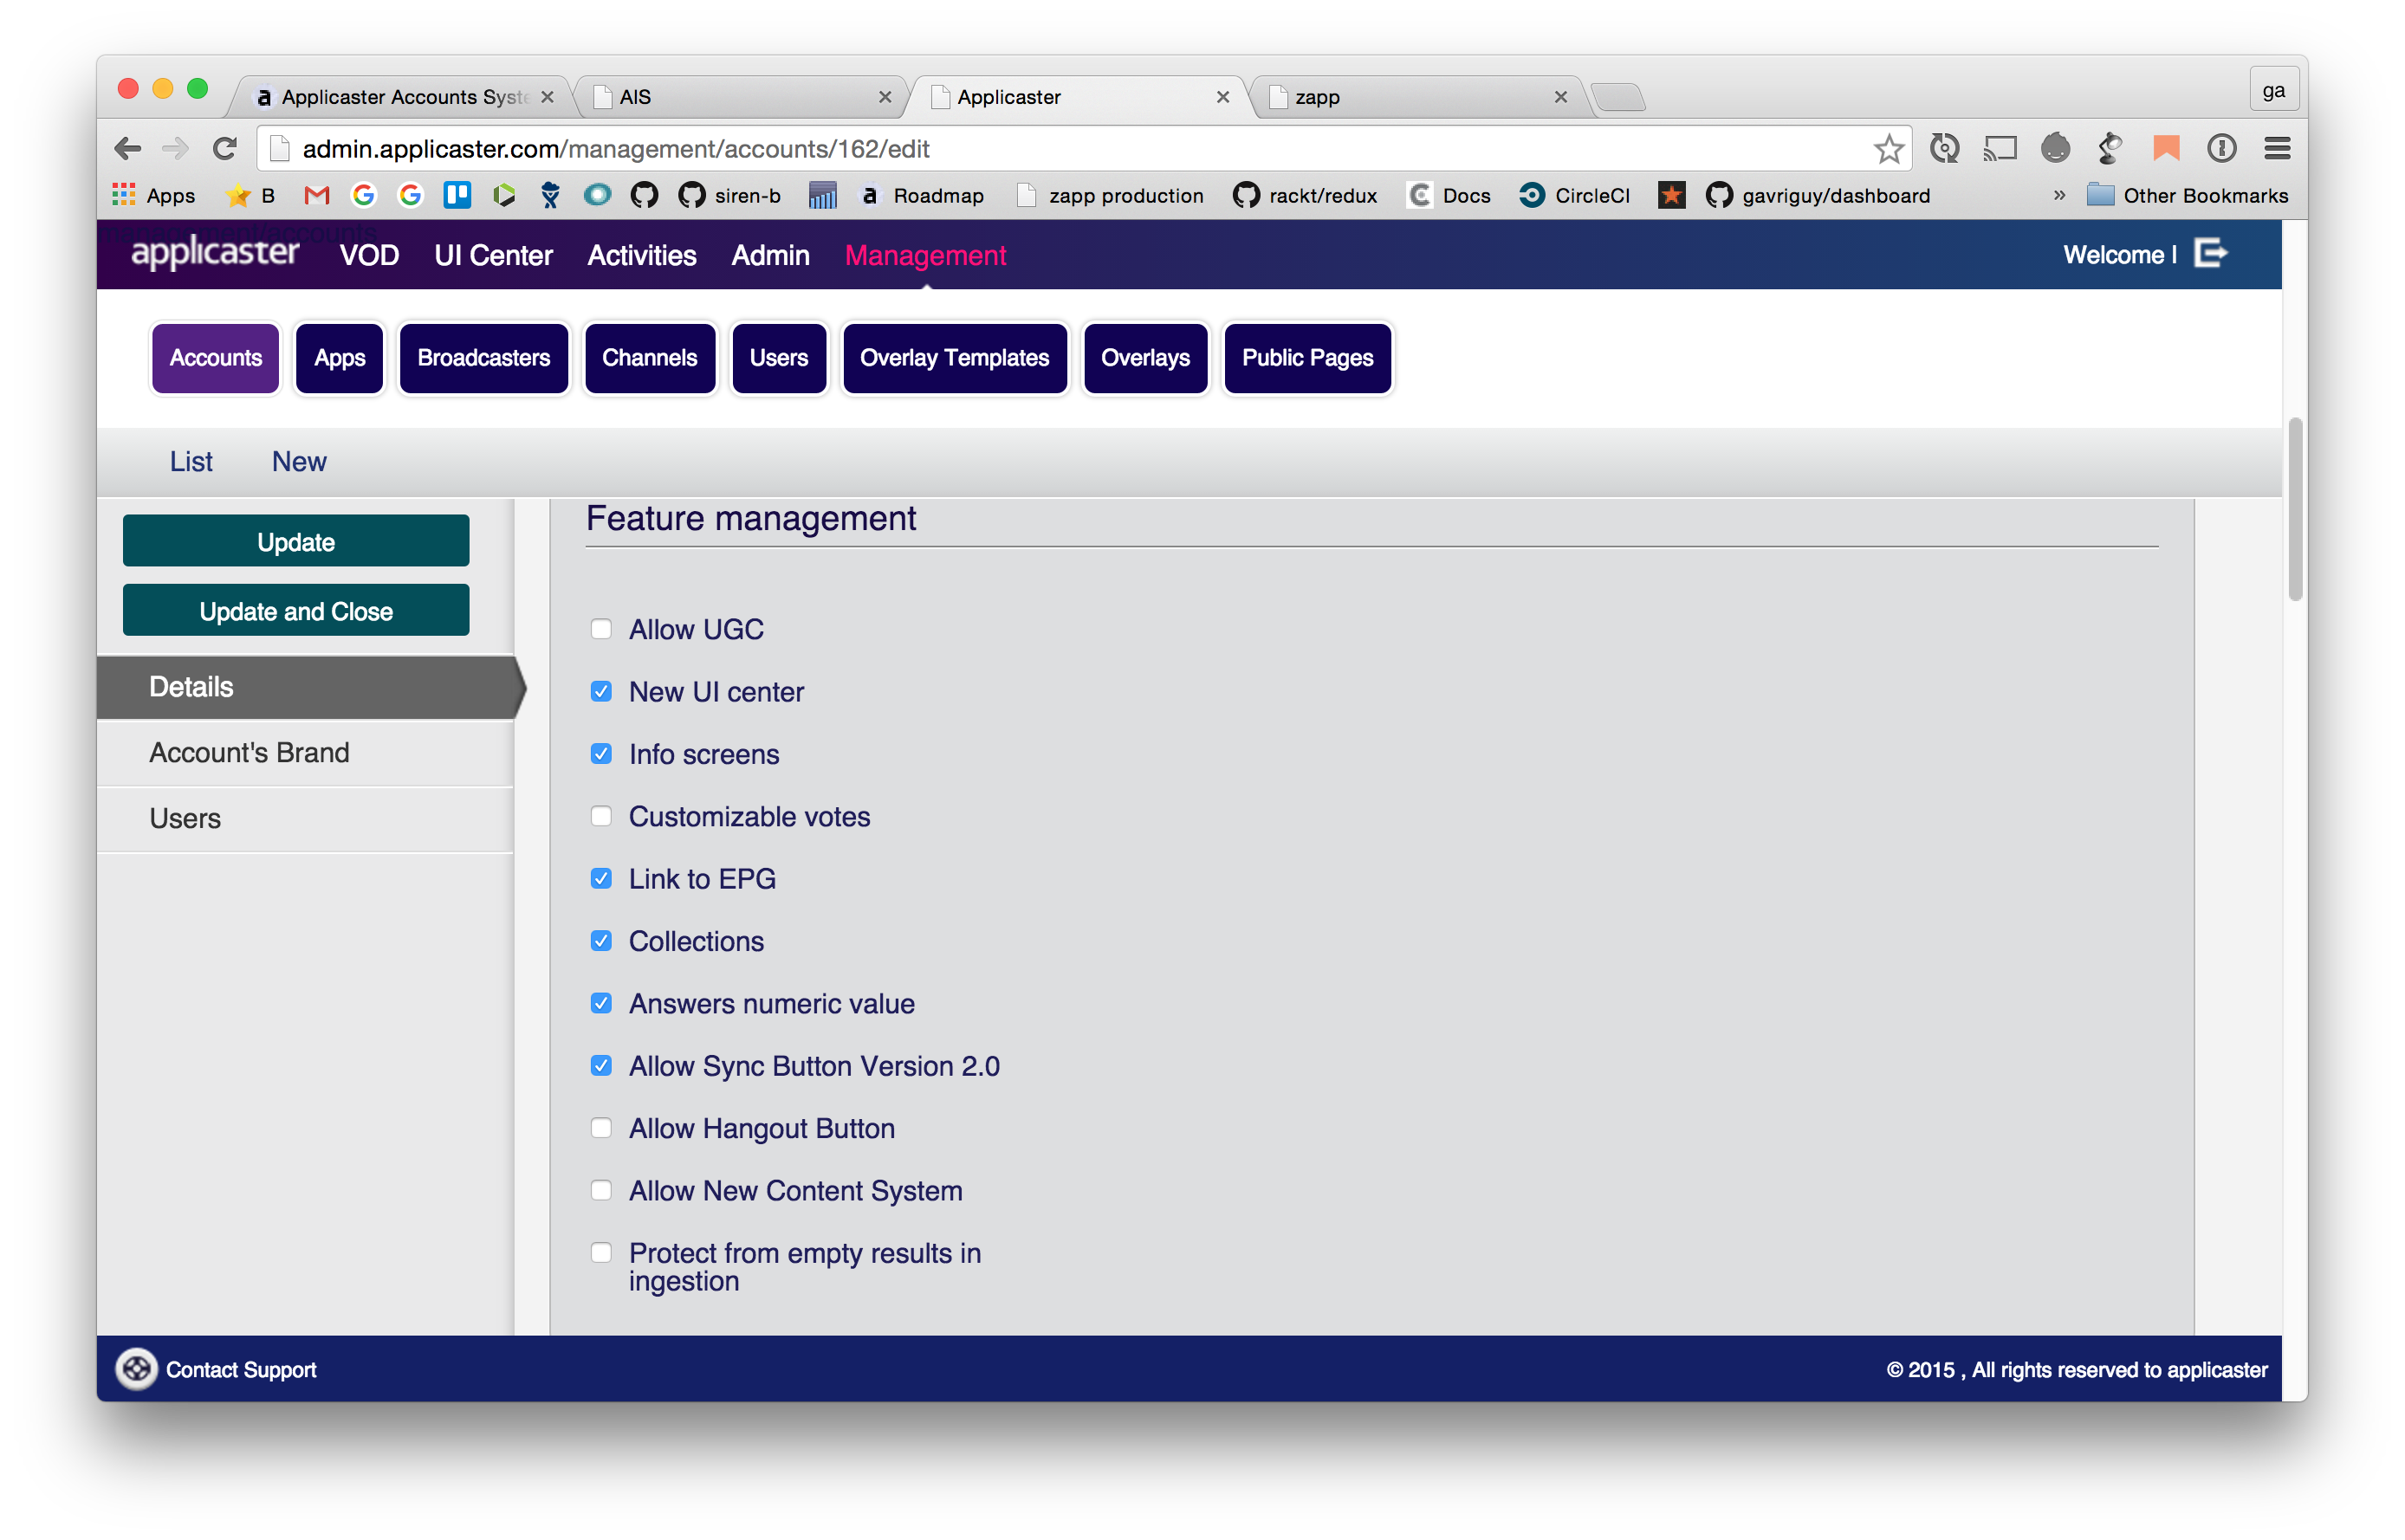 Applicaster Accounts Syste
AIS
Applicaster
zapp
ga
admin.applicaster.com/management/accounts/162/edit
Apps
B
siren-b
a Roadmap
zapp production
rackt/redux
Docs
CircleCI
gavriguy/dashboard
»
Other Bookmarks
management/accounts
applicaster
VOD
UI Center
Activities
Admin
Management
Welcome I
Accounts
Apps
Broadcasters
Channels
Users
Overlay Templates
Overlays
Public Pages
List
New
Update
Update and Close
Details
Account's Brand
Users
Feature management
Allow UGC
New UI center
Info screens
Customizable votes
Link to EPG
Collections
Answers numeric value
Allow Sync Button Version 2.0
Allow Hangout Button
Allow New Content System
Protect from empty results in
ingestion
Contact Support
© 2015 , All rights reserved to applicaster